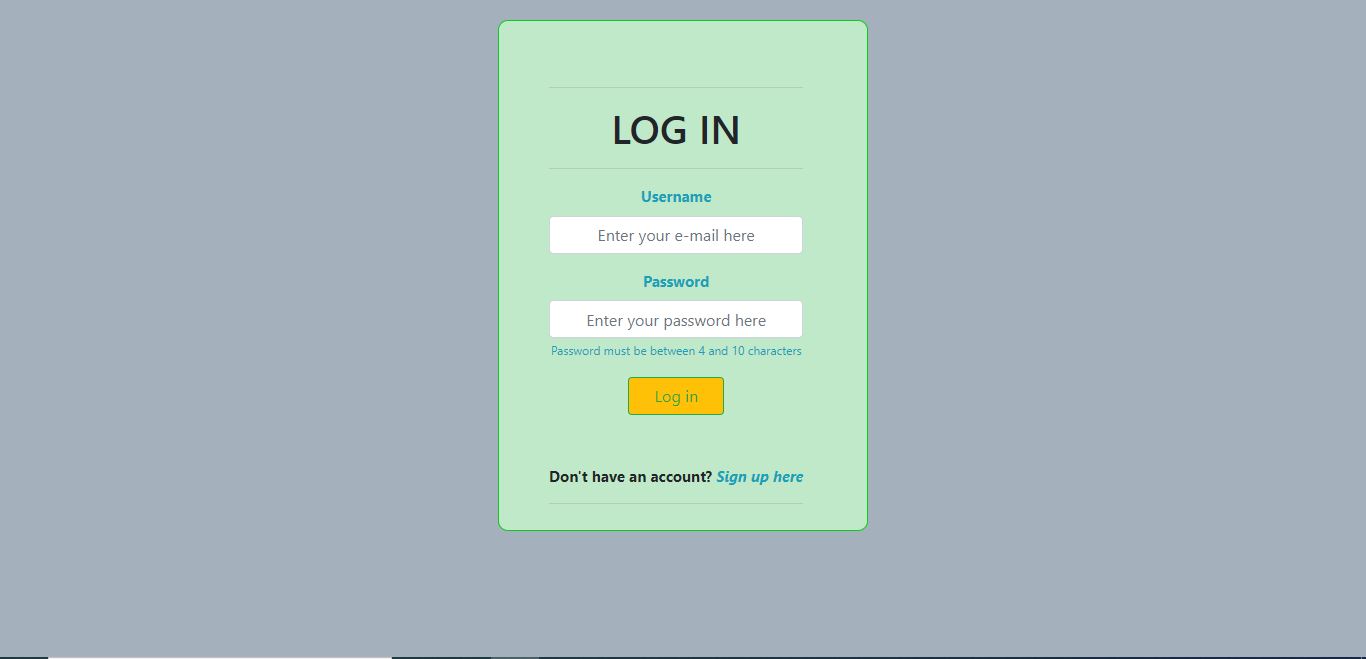 LOG IN
Username
Enter your e-mail here
Password
Enter your password here
Password must be between 4 and 10 characters
Log in
Don't have an account? Sign up here